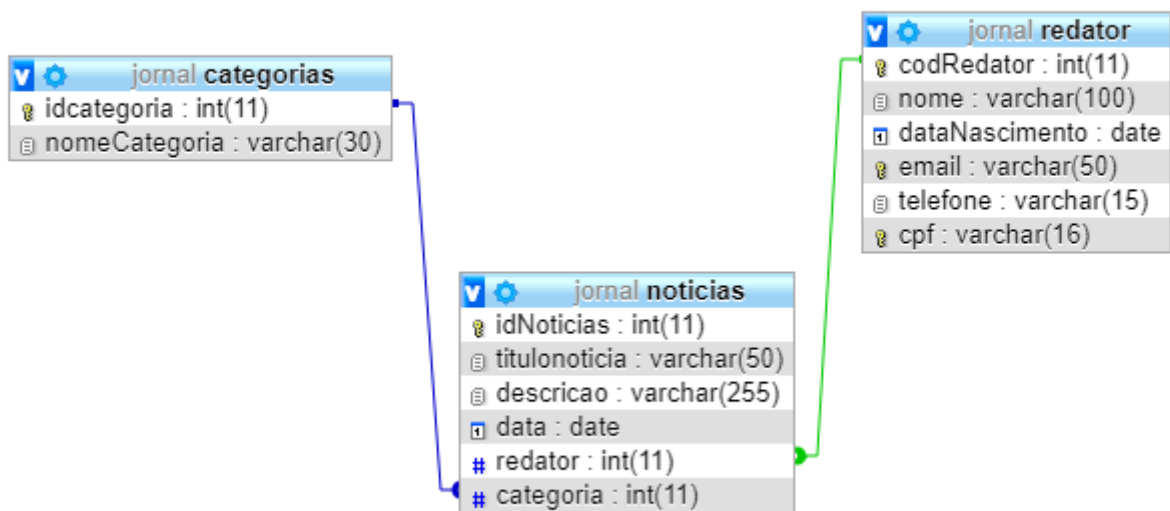 jornal categorias
idcategoria : int(11)
nomeCategoria : varchar(30)
jornal redator
codRedator : int(11)
nome : varchar(100)
dataNascimento : date
email : varchar(50)
telefone : varchar(15)
cpf : varchar(16)
jornal noticias
idNoticias : int(11)
titulonoticia : varchar(50)
descricao : varchar(255)
data : date
redator : int(11)
categoria : int(11)